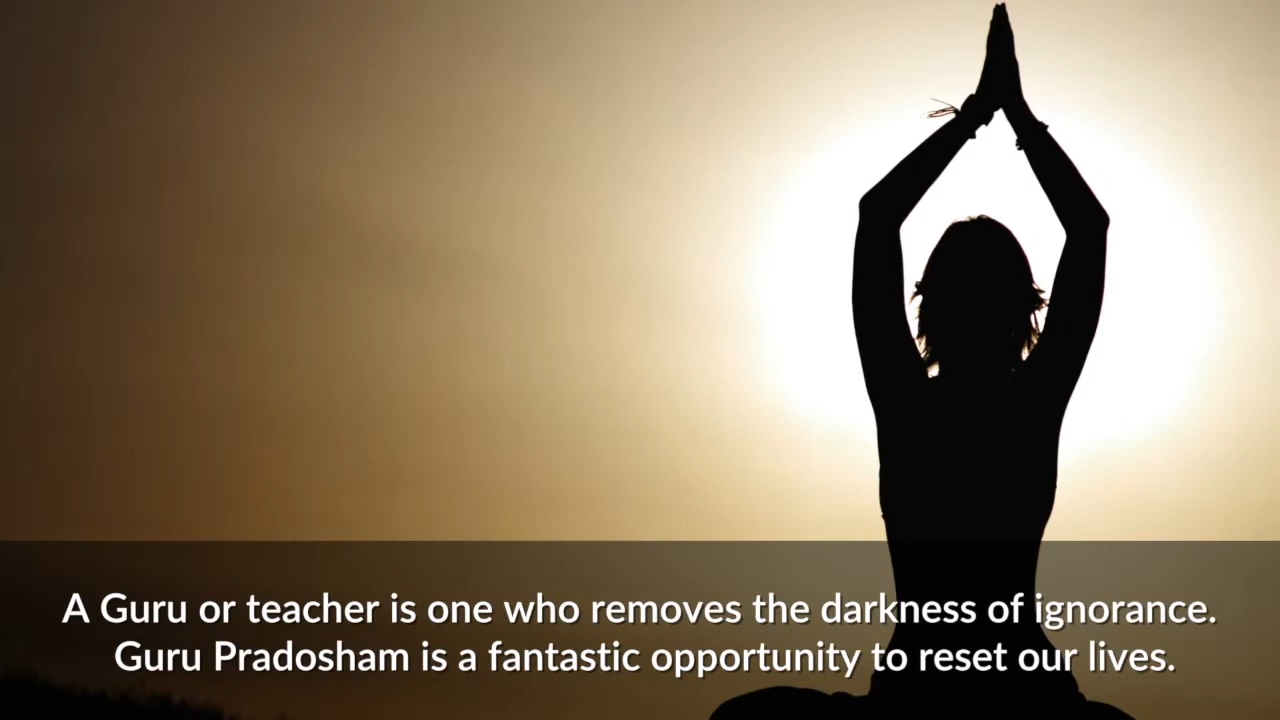 A Guru or teacher is one who removes the darkness of ignorance.
Guru Pradosham is a fantastic opportunity to reset our lives.